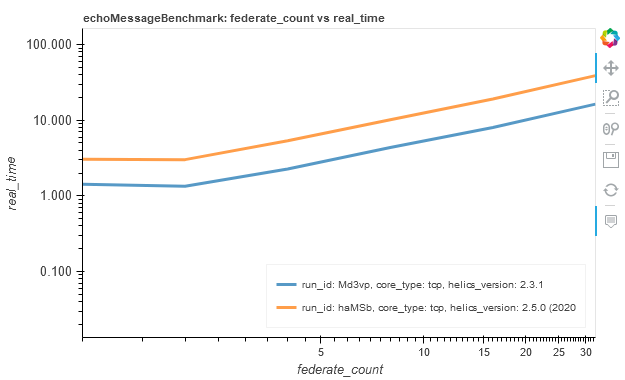 echoMessageBenchmark: federate_count vs real_time
100.000
10.000
1.000
0.100
real_time
run_id: Md3vp, core_type: tcp, helics_version: 2.3.1
run_id: haMSb, core_type: tcp, helics_version: 2.5.0 (2020
5
10
15
20
25
30
federate_count